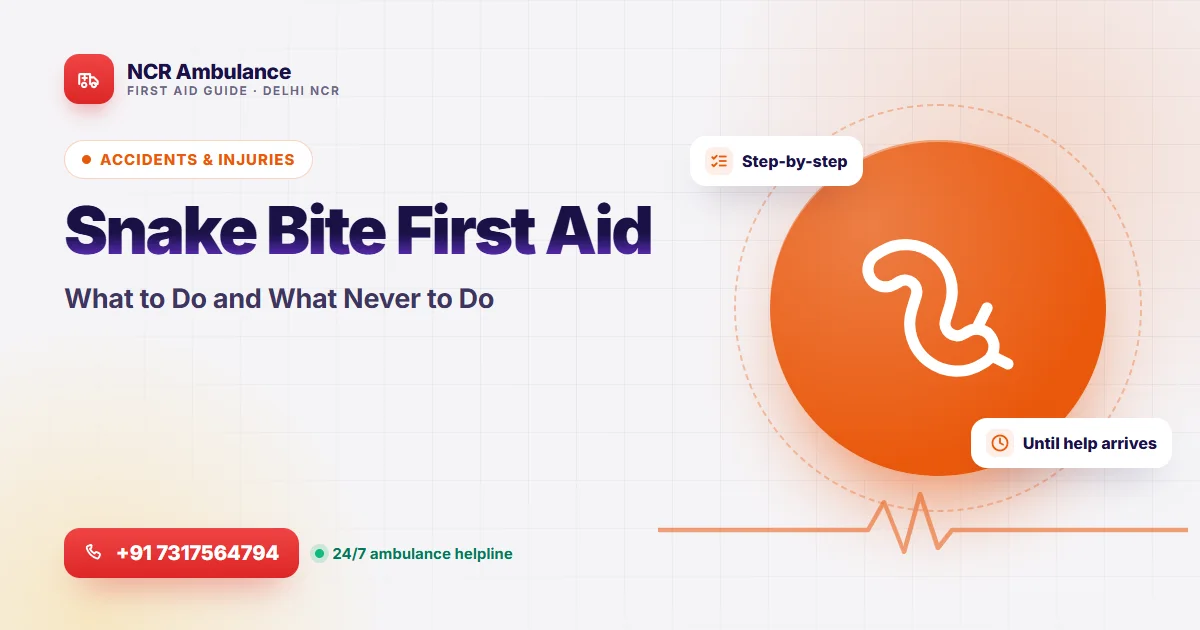 NCR Ambulance
FIRST AID GUIDE · DELHI NCR
ACCIDENTS & INJURIES
Snake Bite First Aid
What to Do and What Never to Do
Step-by-step
Until help arrives
+91 7317564794
24/7 ambulance helpline